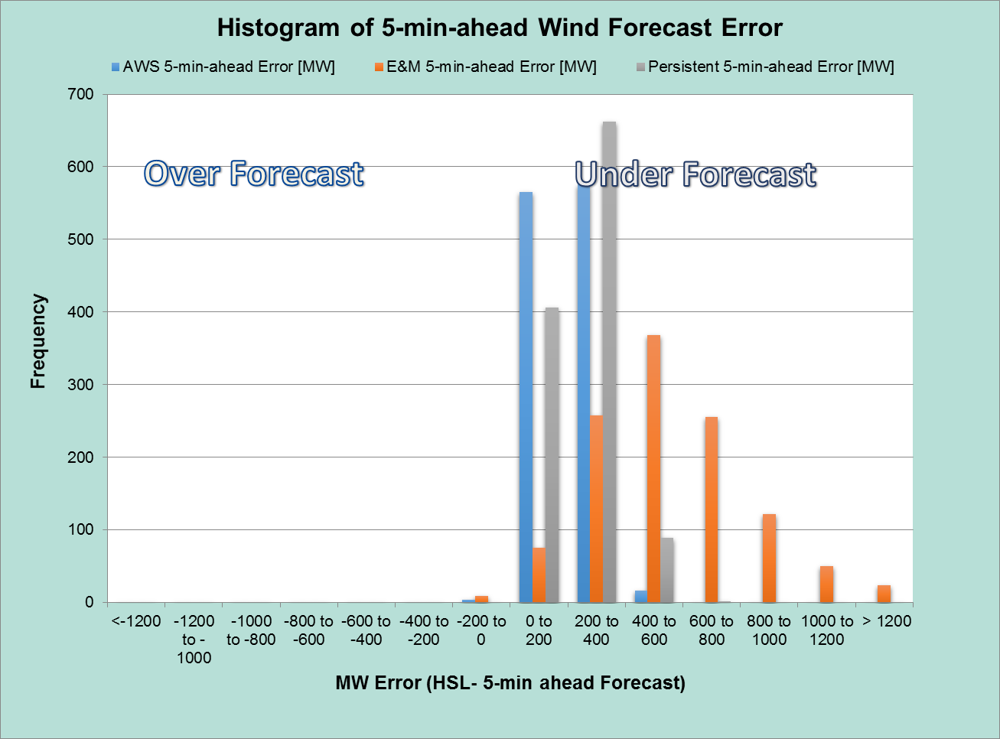 Histogram of 5-min-ahead Wind Forecast Error
AWS 5-min-ahead Error [MW] E&M 5-min-ahead Error [MW] Persistent 5-min-ahead Error [MW]
700
600
500
400
300
200
100
0
Over Forecast Under Forecast
Frequency
<-1200 -1200 -1000 -800 to -600 to -400 to -200 to 0 to 200 to 400 to 600 to 800 to 1000 to > 1200
to - to -800 -600 -400 -200 0 200 400 600 800 1000 1200
1000
MW Error (HSL- 5-min ahead Forecast)